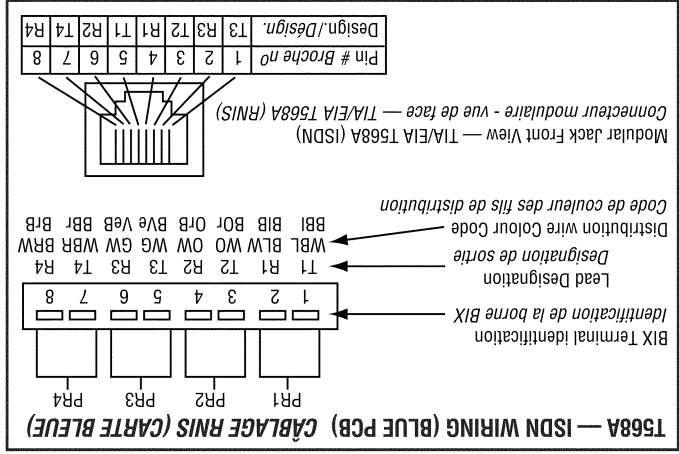 T568A — ISDN WIRING (BLUE PCB) CÂBLAGE RNIS (CARTE BLEUE)
PR1 PR2 PR3 PR4
BIX Terminal identification
Identification de la borne BIX
1 2 3 4 5 6 7 8
Lead Designation
Designation de sortie
T1 R1 T2 R2 T3 R3 T4 R4
Distribution wire Colour Code
Code de couleur des fils de distribution
WBL BLW WO OW WG GW WBR BRW
BBl BlB BOr OrB BVe VeB BBr BrB
Modular Jack Front View — TIA/EIA T568A (ISDN)
Connecteur modulaire - vue de face — TIA/EIA T568A (RNIS)
Pin # Broche nº 1 2 3 4 5 6 7 8
Design./Désign. T3 R3 T2 R1 T1 R2 T4 R4